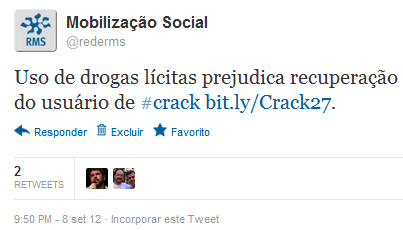 RMS
Mobilização Social
@rederms
Uso de drogas lícitas prejudica recuperação
do usuário de #crack bit.ly/Crack27.
Responder Excluir Favorito
2
RETWEETS
9:50 PM - 8 set 12 · Incorporar este Tweet